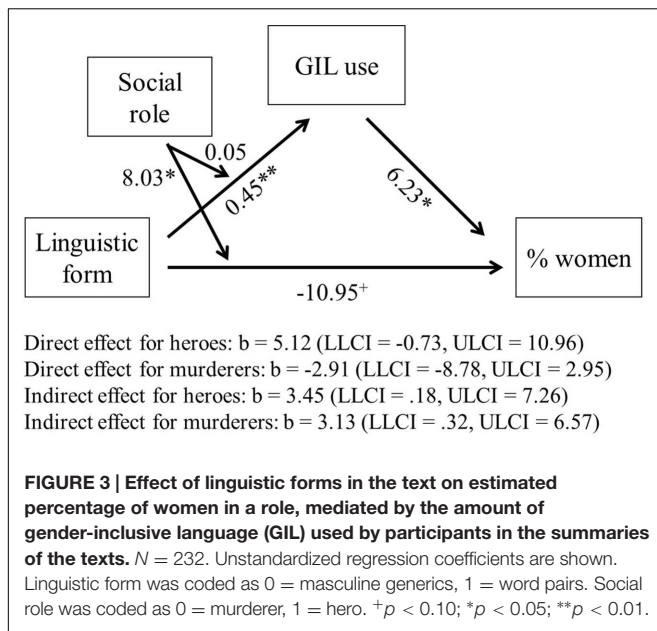 GIL use
Social
role
0.05
8.03*
0.45**
6.23*
Linguistic
form
% women
-10.95+
Direct effect for heroes: b = 5.12 (LLCI = -0.73, ULCI = 10.96)
Direct effect for murderers: b = -2.91 (LLCI = -8.78, ULCI = 2.95)
Indirect effect for heroes: b = 3.45 (LLCI = .18, ULCI = 7.26)
Indirect effect for murderers: b = 3.13 (LLCI = .32, ULCI = 6.57)
FIGURE 3 | Effect of linguistic forms in the text on estimated
percentage of women in a role, mediated by the amount of
gender-inclusive language (GIL) used by participants in the summaries
of the texts. N = 232. Unstandardized regression coefficients are shown.
Linguistic form was coded as 0 = masculine generics, 1 = word pairs. Social
role was coded as 0 = murderer, 1 = hero. +p < 0.10; *p < 0.05; **p < 0.01.